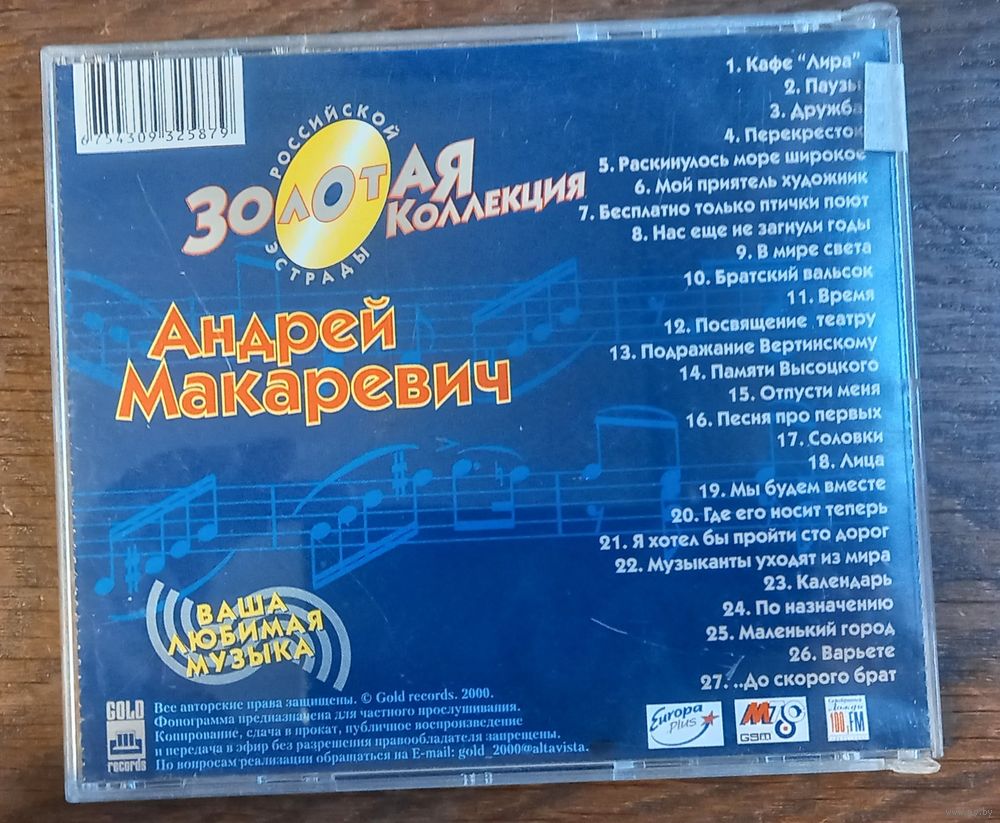 6754309 325879
РОССИЙСКОЙ
ЗОЛОТАЯ
КОЛЛЕКЦИЯ
ЭСТРАДЫ
Андрей
Макаревич
1. Кафе "Лира"
2. Паузы
3. Дружба
4. Перекресток
5. Раскинулось море широкое
6. Мой приятель художник
7. Бесплатно только птички поют
8. Нас еще не загнули годы
9. В мире света
10. Братский вальсок
11. Время
12. Посвящение театру
13. Подражание Вертинскому
14. Памяти Высоцкого
15. Отпусти меня
16. Песня про первых
17. Соловки
18. Лица
19. Мы будем вместе
20. Где его носит теперь
21. Я хотел бы пройти сто дорог
22. Музыканты уходят из мира
23. Календарь
24. По назначению
25. Маленький город
26. Варьете
27. ..До скорого брат
ВАША
ЛЮБИМАЯ
МУЗЫКА
GOLD
records
Все авторские права защищены. © Gold records. 2000.
Фонограмма предназначена для частного прослушивания.
Копирование, сдача в прокат, публичное воспроизведение
и передача в эфир без разрешения правообладателя запрещены.
По вопросам реализации обращаться на E-mail: gold_2000@altavista.
Europa
plus
GSM
Серебряный
Дождь
100,1FM